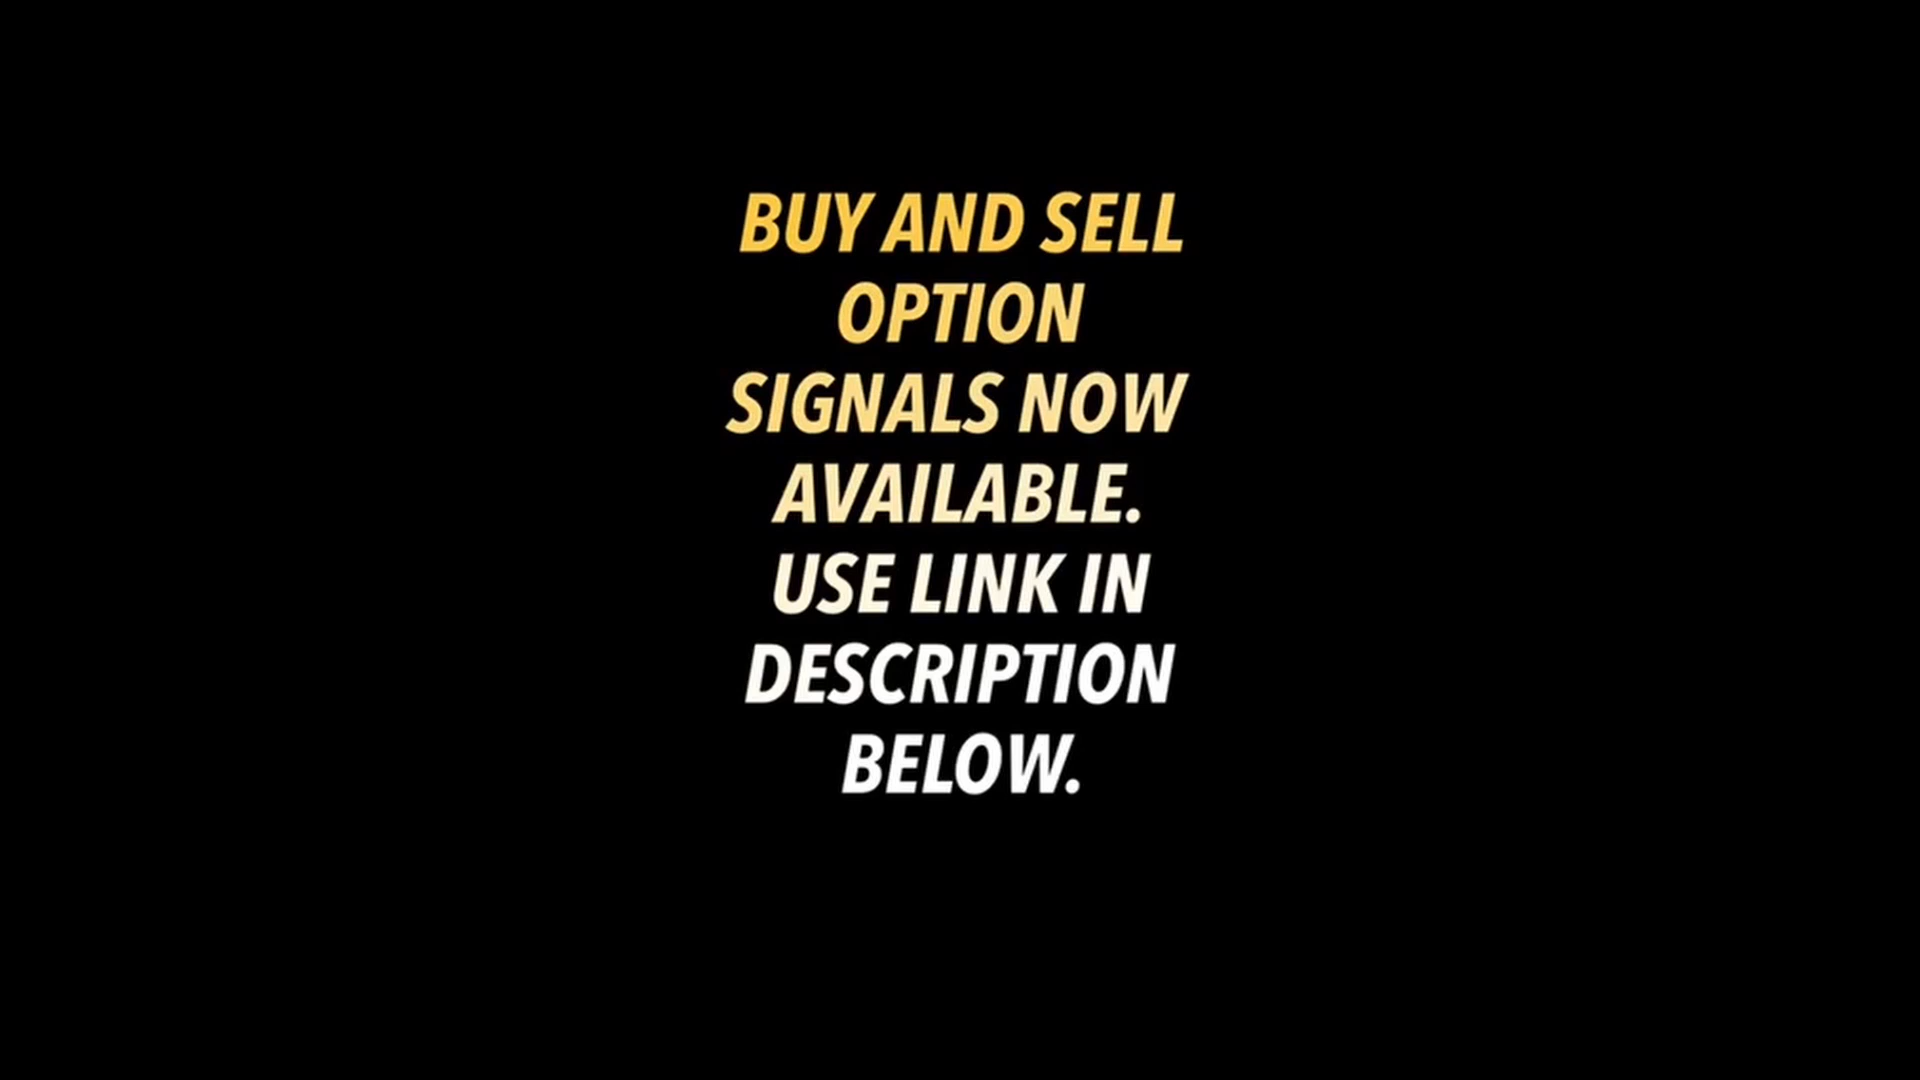 BUY AND SELL
OPTION
SIGNALS NOW
AVAILABLE.
USE LINK IN
DESCRIPTION
BELOW.